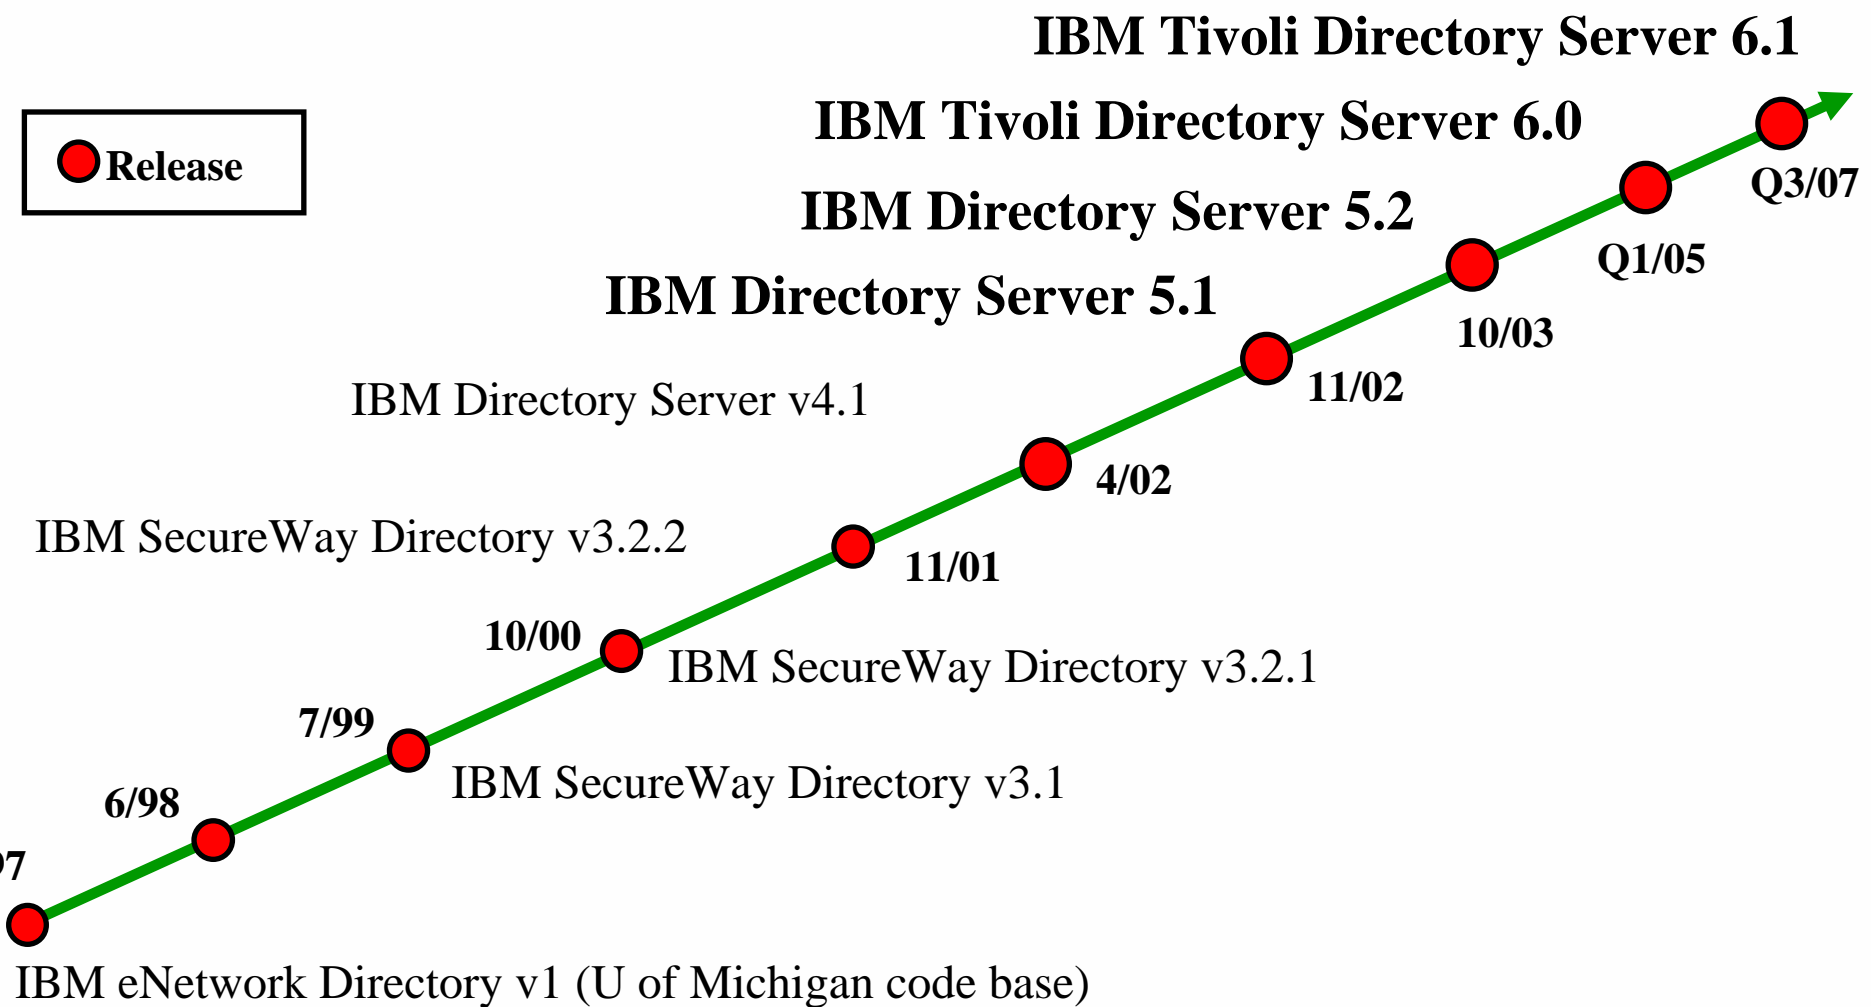 IBM Tivoli Directory Server 6.1
IBM Tivoli Directory Server 6.0
Release
Q3/07
IBM Directory Server 5.2
Q1/05
IBM Directory Server 5.1
10/03
11/02
IBM Directory Server v4.1
4/02
IBM SecureWay Directory v3.2.2
11/01
10/00
IBM SecureWay Directory v3.2.1
7/99
IBM SecureWay Directory v3.1
6/98
IBM eNetwork Directory v1 (U of Michigan code base)